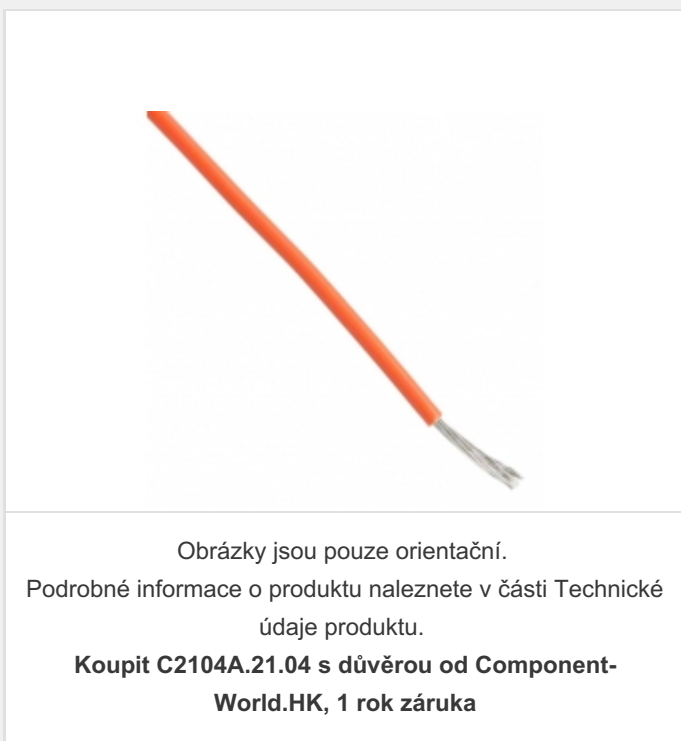 Obrázky jsou pouze orientační.
Podrobné informace o produktu naleznete v části Technické
údaje produktu.
Koupit C2104A.21.04 s důvěrou od Component-
World.HK, 1 rok záruka